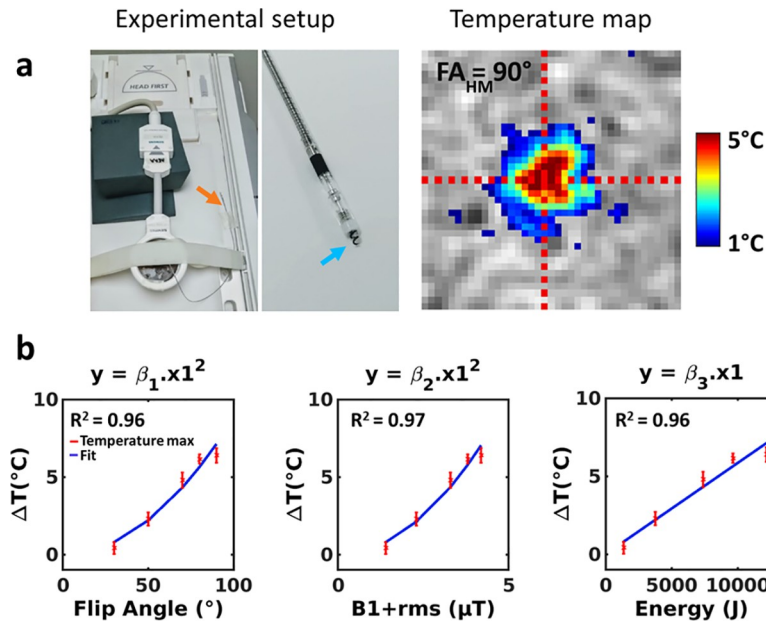 Experimental setup
Temperature map
a
HEAD FIRST
FA_HM = 90°
5°C
1°C
b
y = β₁.x1²
y = β₂.x1²
y = β₃.x1
10
5
0
ΔT(°C)
R² = 0.96
Temperature max
Fit
0 50 100
Flip Angle (°)
10
5
0
ΔT(°C)
R² = 0.97
0 5
B1+rms (μT)
10
5
0
ΔT(°C)
R² = 0.96
0 5000 10000
Energy (J)